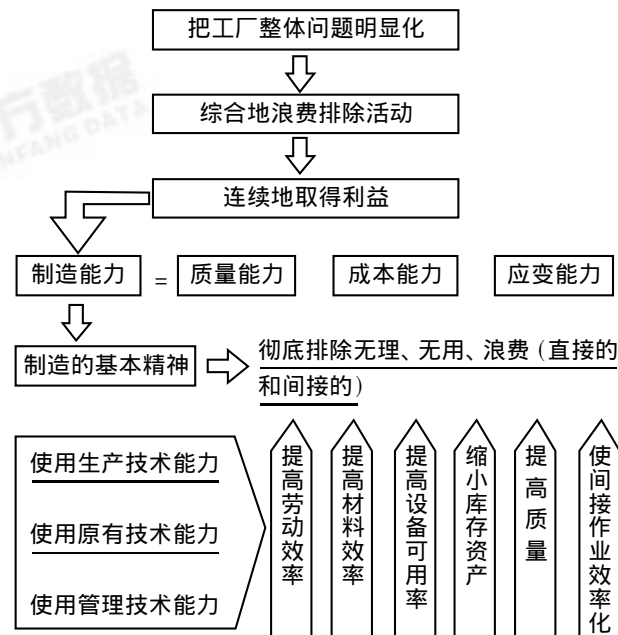 把工厂整体问题明显化
综合地浪费排除活动
连续地取得利益
制造能力 = 质量能力 成本能力 应变能力
制造的基本精神
彻底排除无理、无用、浪费(直接的
和间接的)
使用生产技术能力
使用原有技术能力
使用管理技术能力
提高劳动效率
提高材料效率
提高设备可用率
缩小库存资产
提高质量
使间接作业效率化